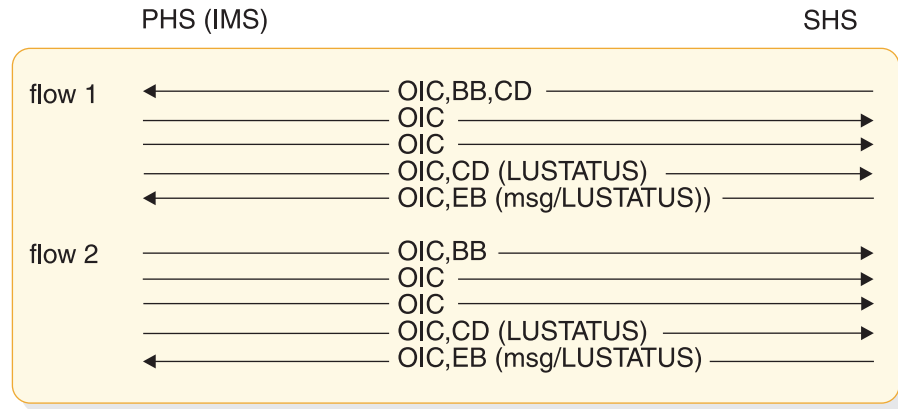 PHS (IMS) SHS
flow 1 OIC,BB,CD
OIC
OIC
OIC,CD (LUSTATUS)
OIC,EB (msg/LUSTATUS))
flow 2 OIC,BB
OIC
OIC
OIC,CD (LUSTATUS)
OIC,EB (msg/LUSTATUS)